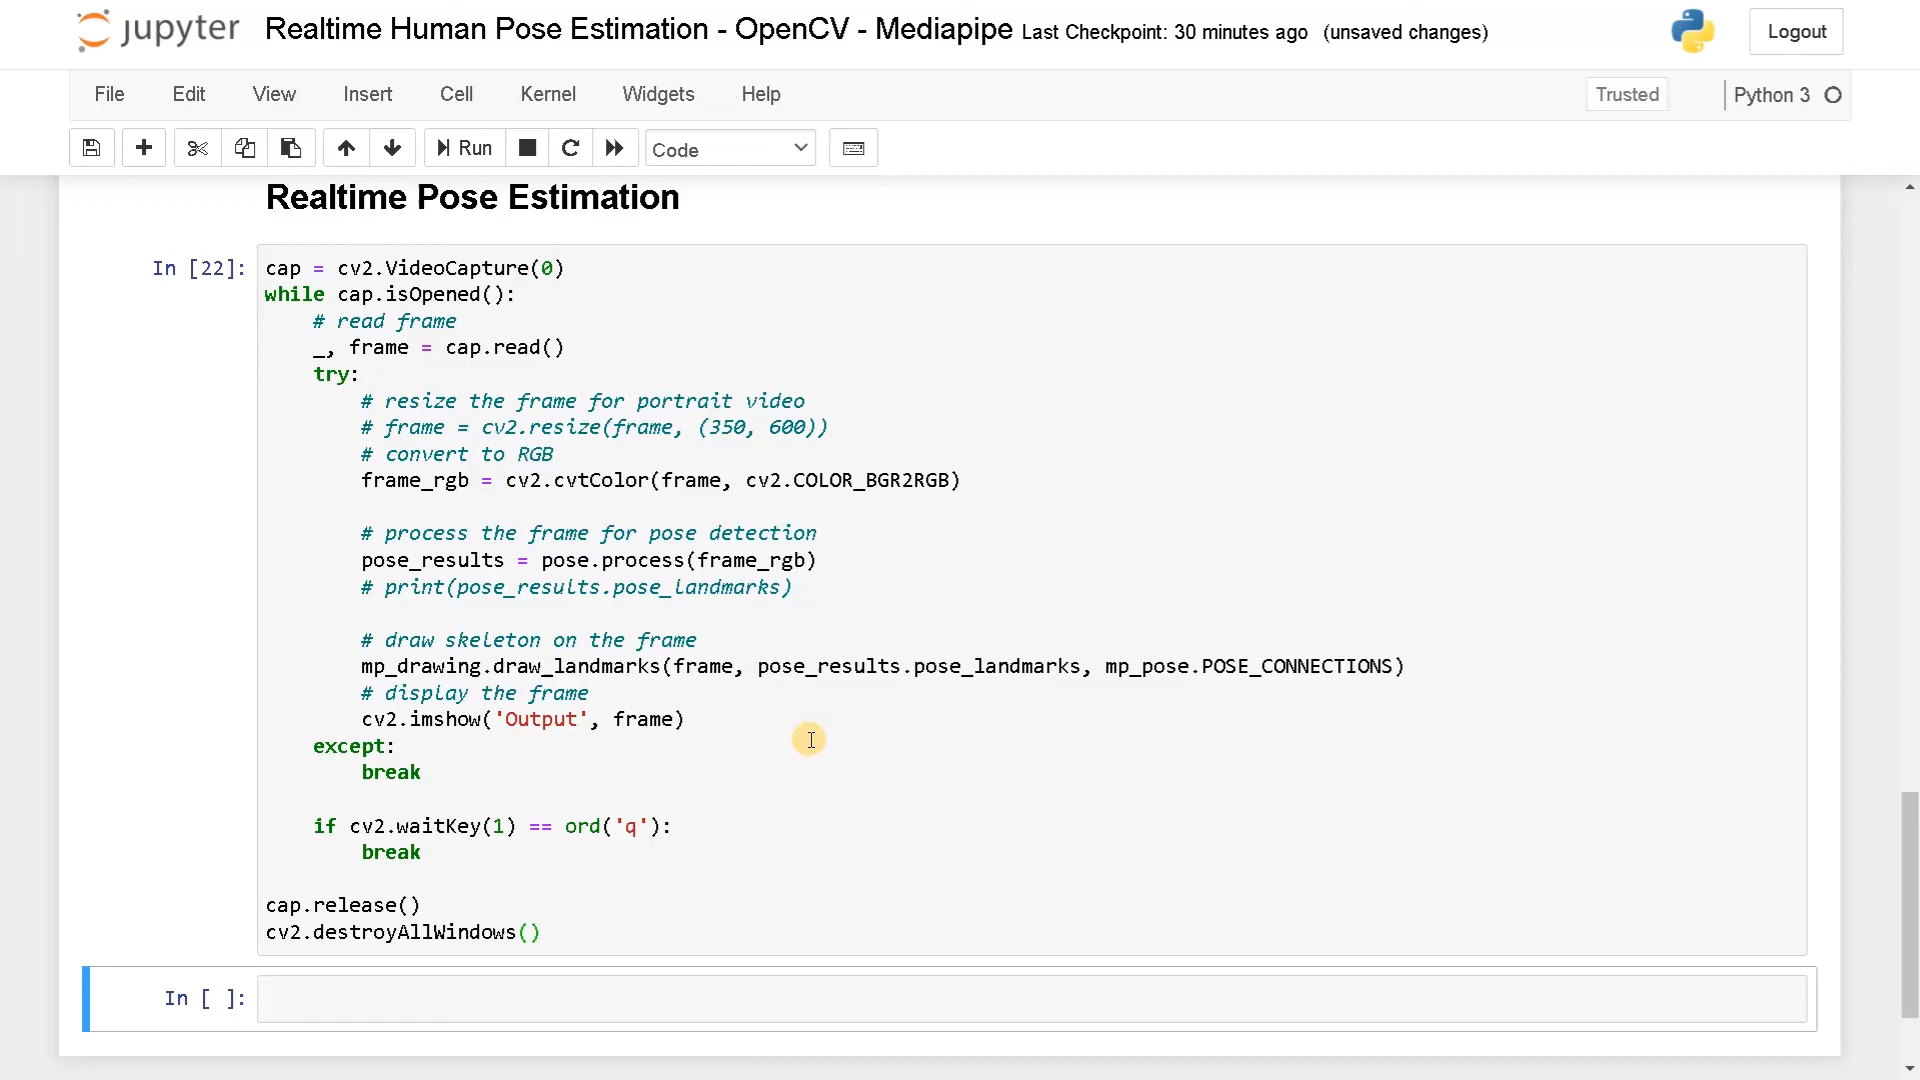 jupyter Realtime Human Pose Estimation - OpenCV - Mediapipe Last Checkpoint: 30 minutes ago (unsaved changes) Logout
File Edit View Insert Cell Kernel Widgets Help Trusted Python 3
Run Code
Realtime Pose Estimation
In [22]: cap = cv2.VideoCapture(0)
while cap.isOpened():
    # read frame
    _, frame = cap.read()
    try:
        # resize the frame for portrait video
        # frame = cv2.resize(frame, (350, 600))
        # convert to RGB
        frame_rgb = cv2.cvtColor(frame, cv2.COLOR_BGR2RGB)
        # process the frame for pose detection
        pose_results = pose.process(frame_rgb)
        # print(pose_results.pose_landmarks)
        # draw skeleton on the frame
        mp_drawing.draw_landmarks(frame, pose_results.pose_landmarks, mp_pose.POSE_CONNECTIONS)
        # display the frame
        cv2.imshow('Output', frame)
    except:
        break
    if cv2.waitKey(1) == ord('q'):
        break
cap.release()
cv2.destroyAllWindows()
In [ ]: